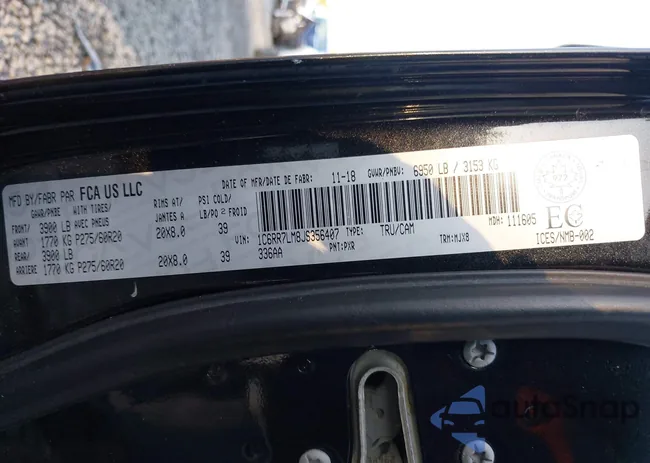 MFD BY/FABR PAR FCA US LLC DATE OF MFR/DATE DE FABR: 11-18 GVWR/PNBV: 6950 LB / 3153 KG
GVWR/PNBE WITH TIRES/ AVEC PNEUS RIMS AT/ JANTES A PSI COLD/ LB/PO² FROID
FRONT/ AVANT 3900 LB 1770 KG P275/60R20 20X8.0 39
REAR/ ARRIERE 3900 LB 1770 KG P275/60R20 20X8.0 39
VIN: 1C6RR7LM8JS356407 TYPE: TRU/CAM MDH: 111605
336AA PNT: PXR TRM: MJX8
EC
ICES/NMB-002
autoSnap